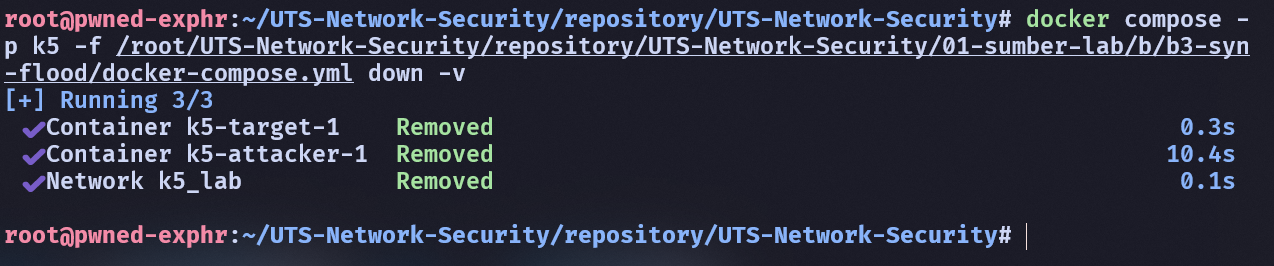 root@pwned-exphr:~/UTS-Network-Security/repository/UTS-Network-Security# docker compose -
p k5 -f /root/UTS-Network-Security/repository/UTS-Network-Security/01-sumber-lab/b/b3-syn
-flood/docker-compose.yml down -v
[+] Running 3/3
✔Container k5-target-1 Removed 0.3s
✔Container k5-attacker-1 Removed 10.4s
✔Network k5_lab Removed 0.1s
root@pwned-exphr:~/UTS-Network-Security/repository/UTS-Network-Security#